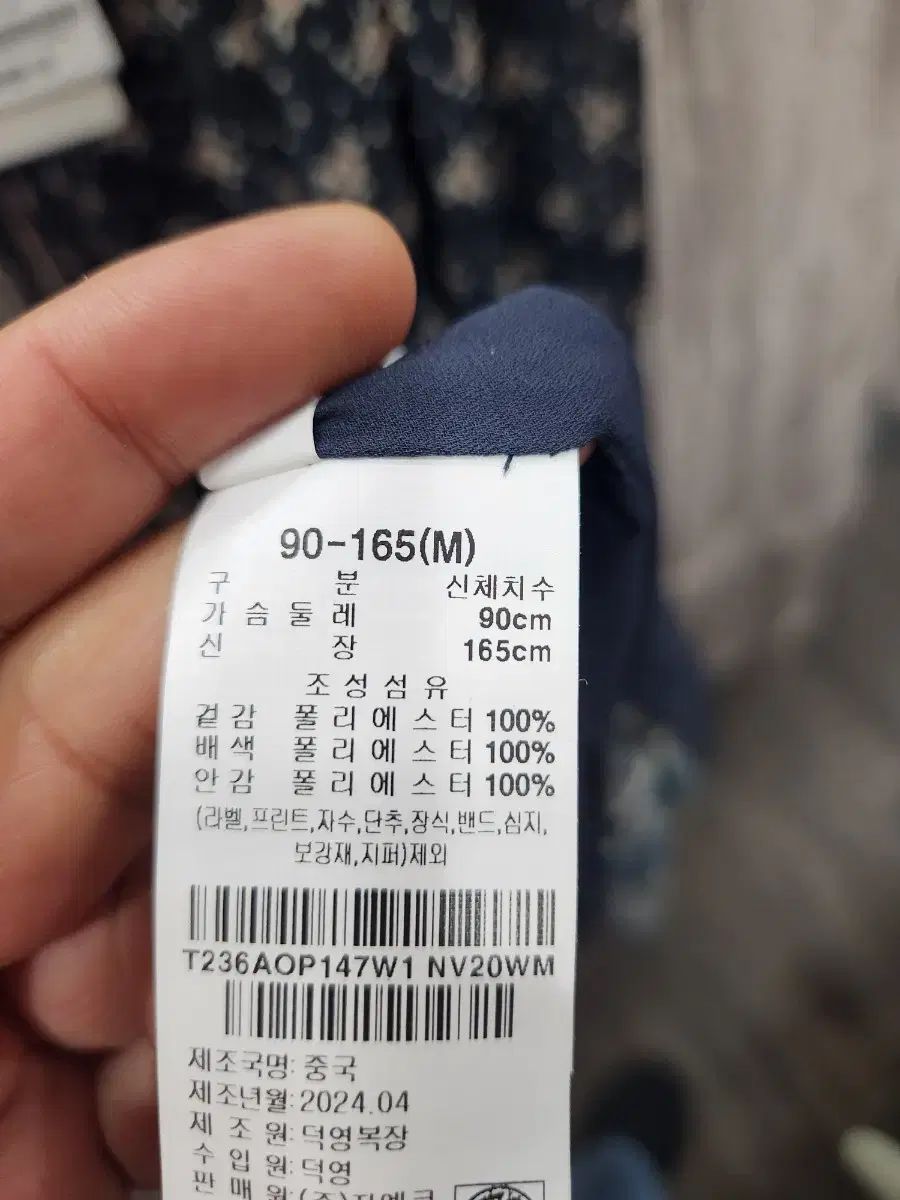 90-165(M)
구 분 신체치수
가 슴 둘 레 90cm
신 장 165cm
조 성 섬 유
겉 감 폴 리 에 스 터 100%
배 색 폴 리 에 스 터 100%
안 감 폴 리 에 스 터 100%
(라벨,프린트,자수,단추,장식,밴드,심지,
보강재,지퍼)제외
T236AOP147W1 NV20WM
제조국명: 중국
제조년월: 2024.04
제 조 원: 덕영복장
수 입 원: 덕영
판 매 원: (주)